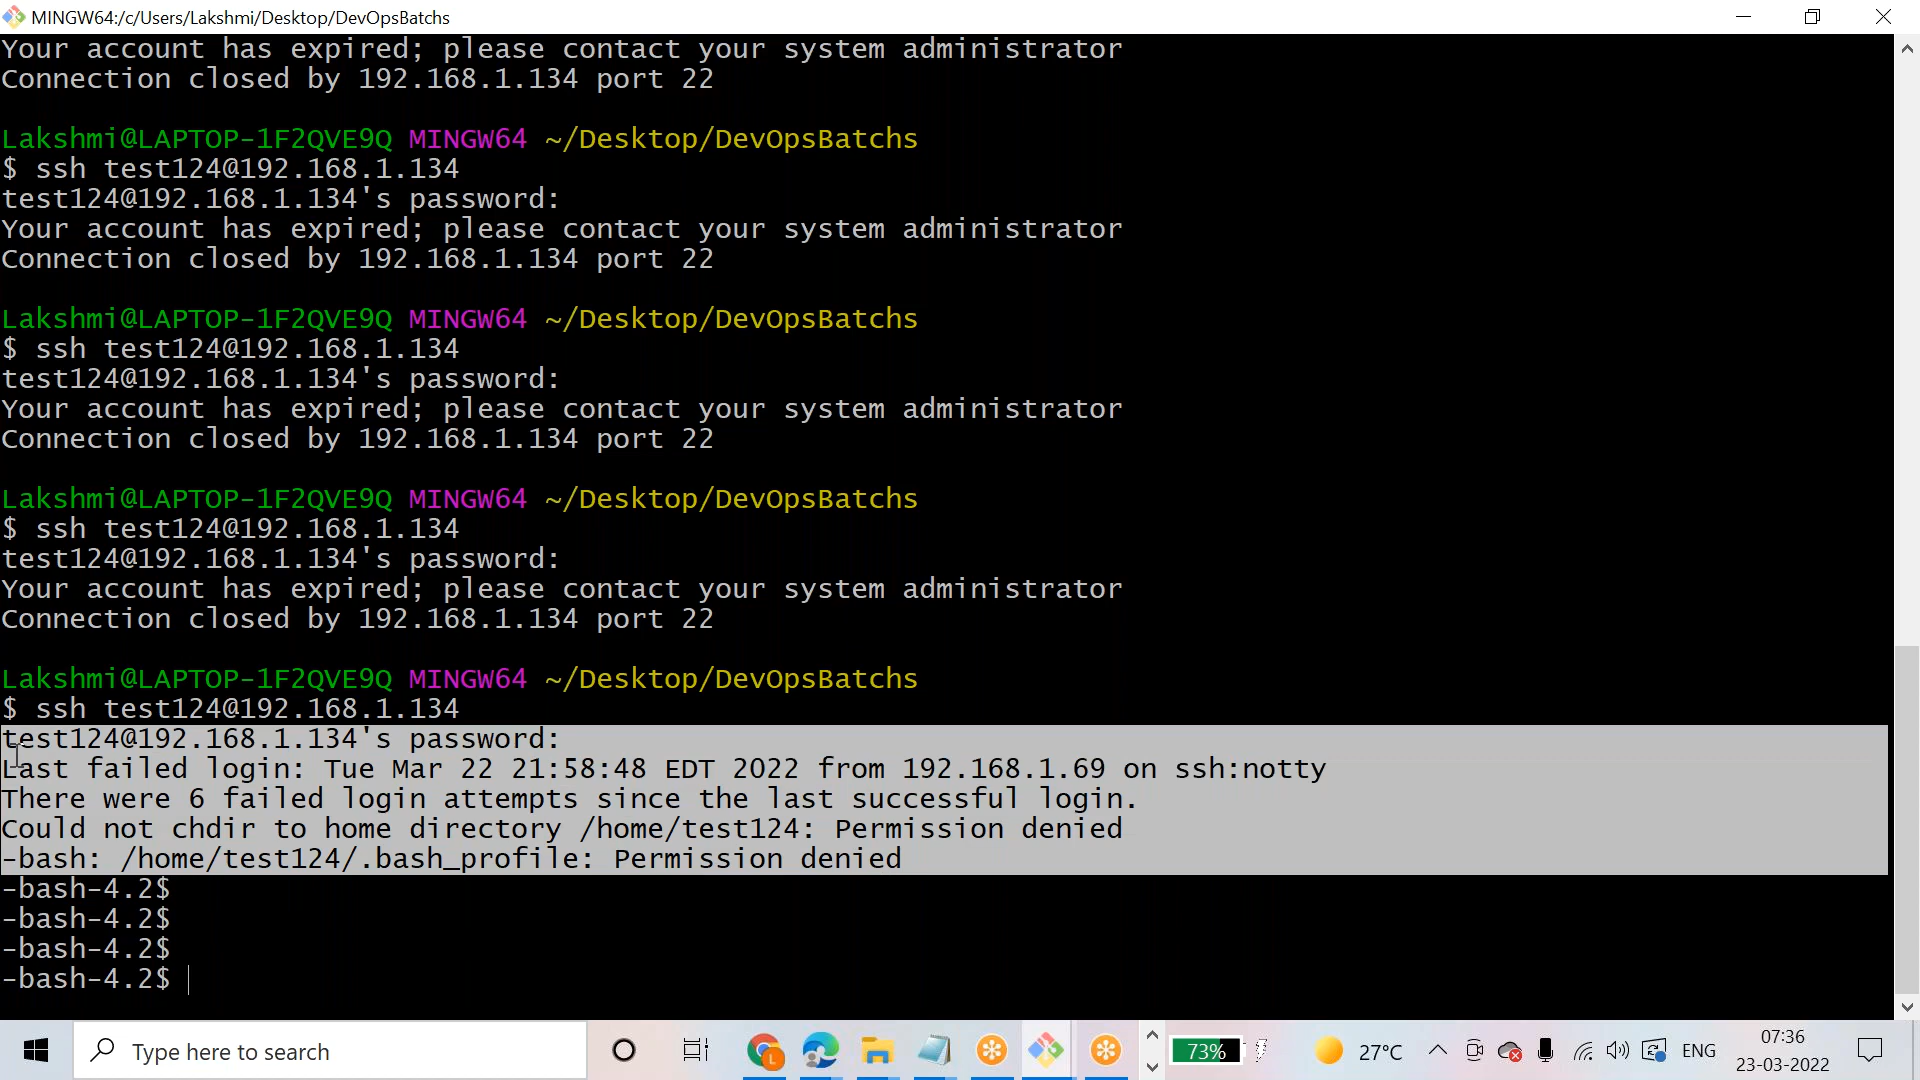 MINGW64:/c/Users/Lakshmi/Desktop/DevOpsBatchs
Your account has expired; please contact your system administrator
Connection closed by 192.168.1.134 port 22
Lakshmi@LAPTOP-1F2QVE9Q MINGW64 ~/Desktop/DevOpsBatchs
$ ssh test124@192.168.1.134
test124@192.168.1.134's password:
Your account has expired; please contact your system administrator
Connection closed by 192.168.1.134 port 22
Lakshmi@LAPTOP-1F2QVE9Q MINGW64 ~/Desktop/DevOpsBatchs
$ ssh test124@192.168.1.134
test124@192.168.1.134's password:
Your account has expired; please contact your system administrator
Connection closed by 192.168.1.134 port 22
Lakshmi@LAPTOP-1F2QVE9Q MINGW64 ~/Desktop/DevOpsBatchs
$ ssh test124@192.168.1.134
test124@192.168.1.134's password:
Your account has expired; please contact your system administrator
Connection closed by 192.168.1.134 port 22
Lakshmi@LAPTOP-1F2QVE9Q MINGW64 ~/Desktop/DevOpsBatchs
$ ssh test124@192.168.1.134
test124@192.168.1.134's password:
Last failed login: Tue Mar 22 21:58:48 EDT 2022 from 192.168.1.69 on ssh:notty
There were 6 failed login attempts since the last successful login.
Could not chdir to home directory /home/test124: Permission denied
-bash: /home/test124/.bash_profile: Permission denied
-bash-4.2$
-bash-4.2$
-bash-4.2$
-bash-4.2$
Type here to search
L
73%
27°C
ENG
07:36
23-03-2022